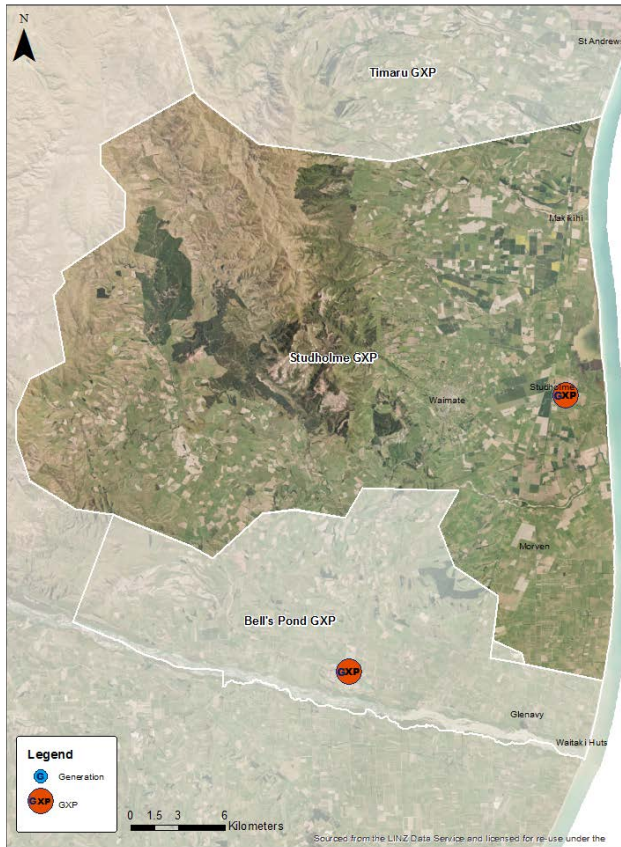 N
St Andrew
Timaru GXP
Makikihi
Studholme GXP
Studholme
GXP
Waimate
Morven
Bell's Pond GXP
GXP
Glenavy
Waitaki Huts
Legend
G Generation
GXP GXP
0 1.5 3 6
Kilometers
Sourced from the LINZ Data Service and licensed for re-use under the